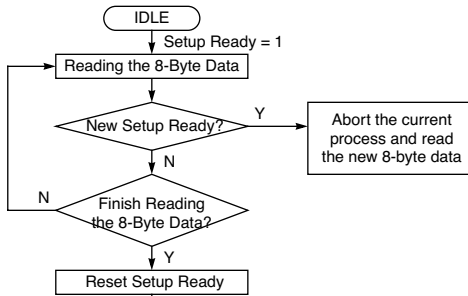 IDLE
Setup Ready = 1
Reading the 8-Byte Data
New Setup Ready?
Y
Abort the current
process and read
the new 8-byte data
N
N
Finish Reading
the 8-Byte Data?
Y
Reset Setup Ready